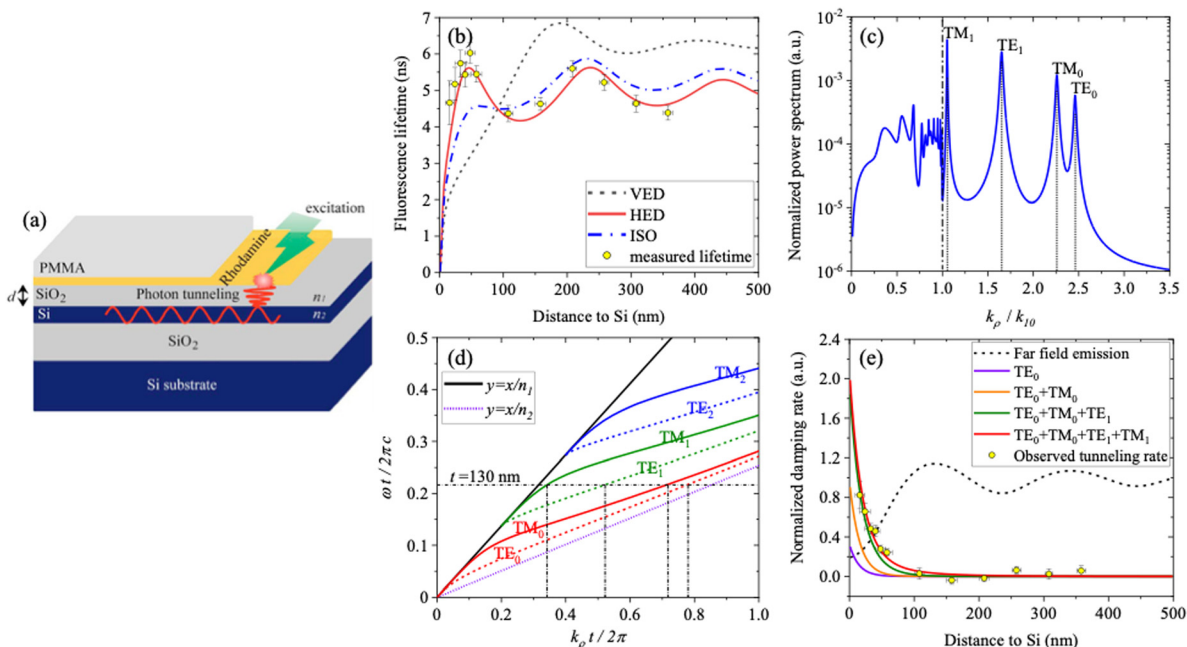 (a)
excitation
Rhodamine
PMMA
SiO2
Photon tunneling
n1
d
Si
n2
SiO2
Si substrate
(b)
Fluorescence lifetime (ns)
7
6
5
4
3
2
1
0
VED
HED
ISO
measured lifetime
0 100 200 300 400 500
Distance to Si (nm)
(c)
Normalized power spectrum (a.u.)
10-2
10-3
10-4
10-5
10-6
TM1
TE1
TM0
TE0
0.0 0.5 1.0 1.5 2.0 2.5 3.0 3.5
kρ / k10
(d)
ω t / 2π c
0.5
0.4
0.3
0.2
0.1
0.0
y=x/n1
y=x/n2
TM2
TE2
TM1
t =130 nm
TE1
TM0
TE0
0.0 0.2 0.4 0.6 0.8 1.0
kρ t / 2π
(e)
Normalized damping rate (a.u.)
2.4
2.0
1.6
1.2
0.8
0.4
0.0
Far field emission
TE0
TE0+TM0
TE0+TM0+TE1
TE0+TM0+TE1+TM1
Observed tunneling rate
0 100 200 300 400 500
Distance to Si (nm)